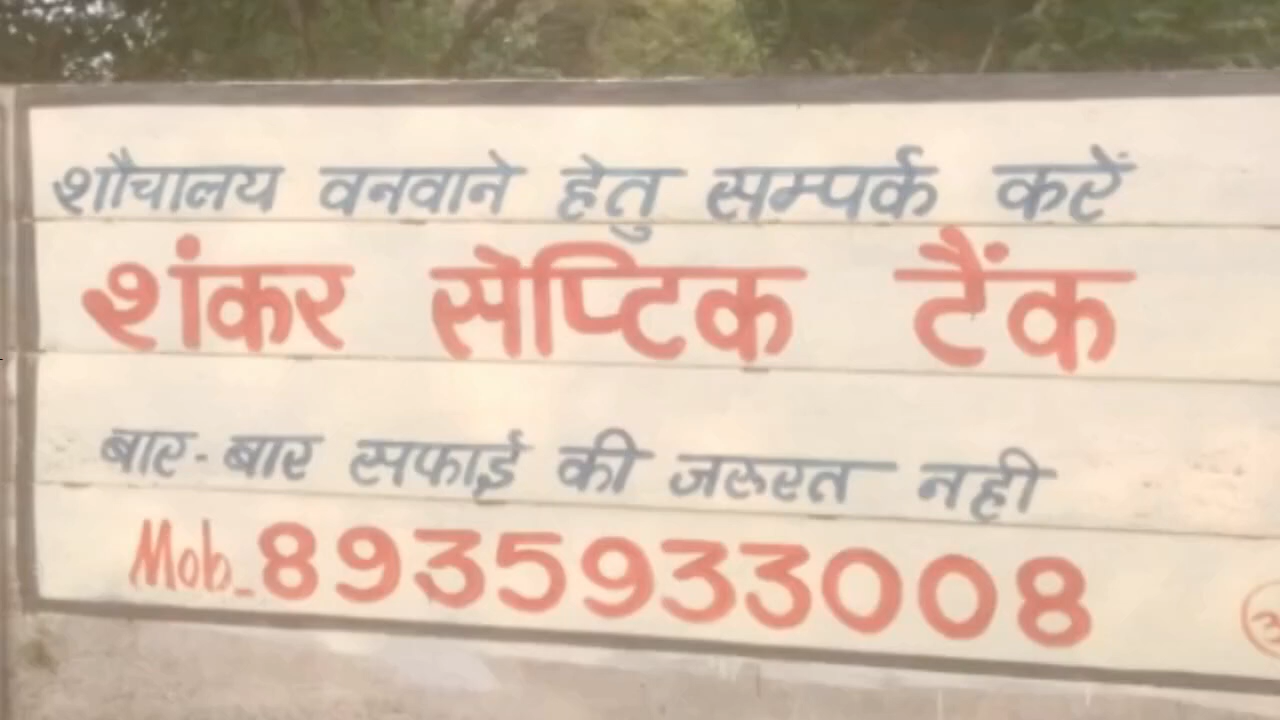 शौचालय वनवाने हेतु सम्पर्क करें
शंकर सेप्टिक टैंक
बार-बार सफाई की जरूरत नही
Mob_8935933008